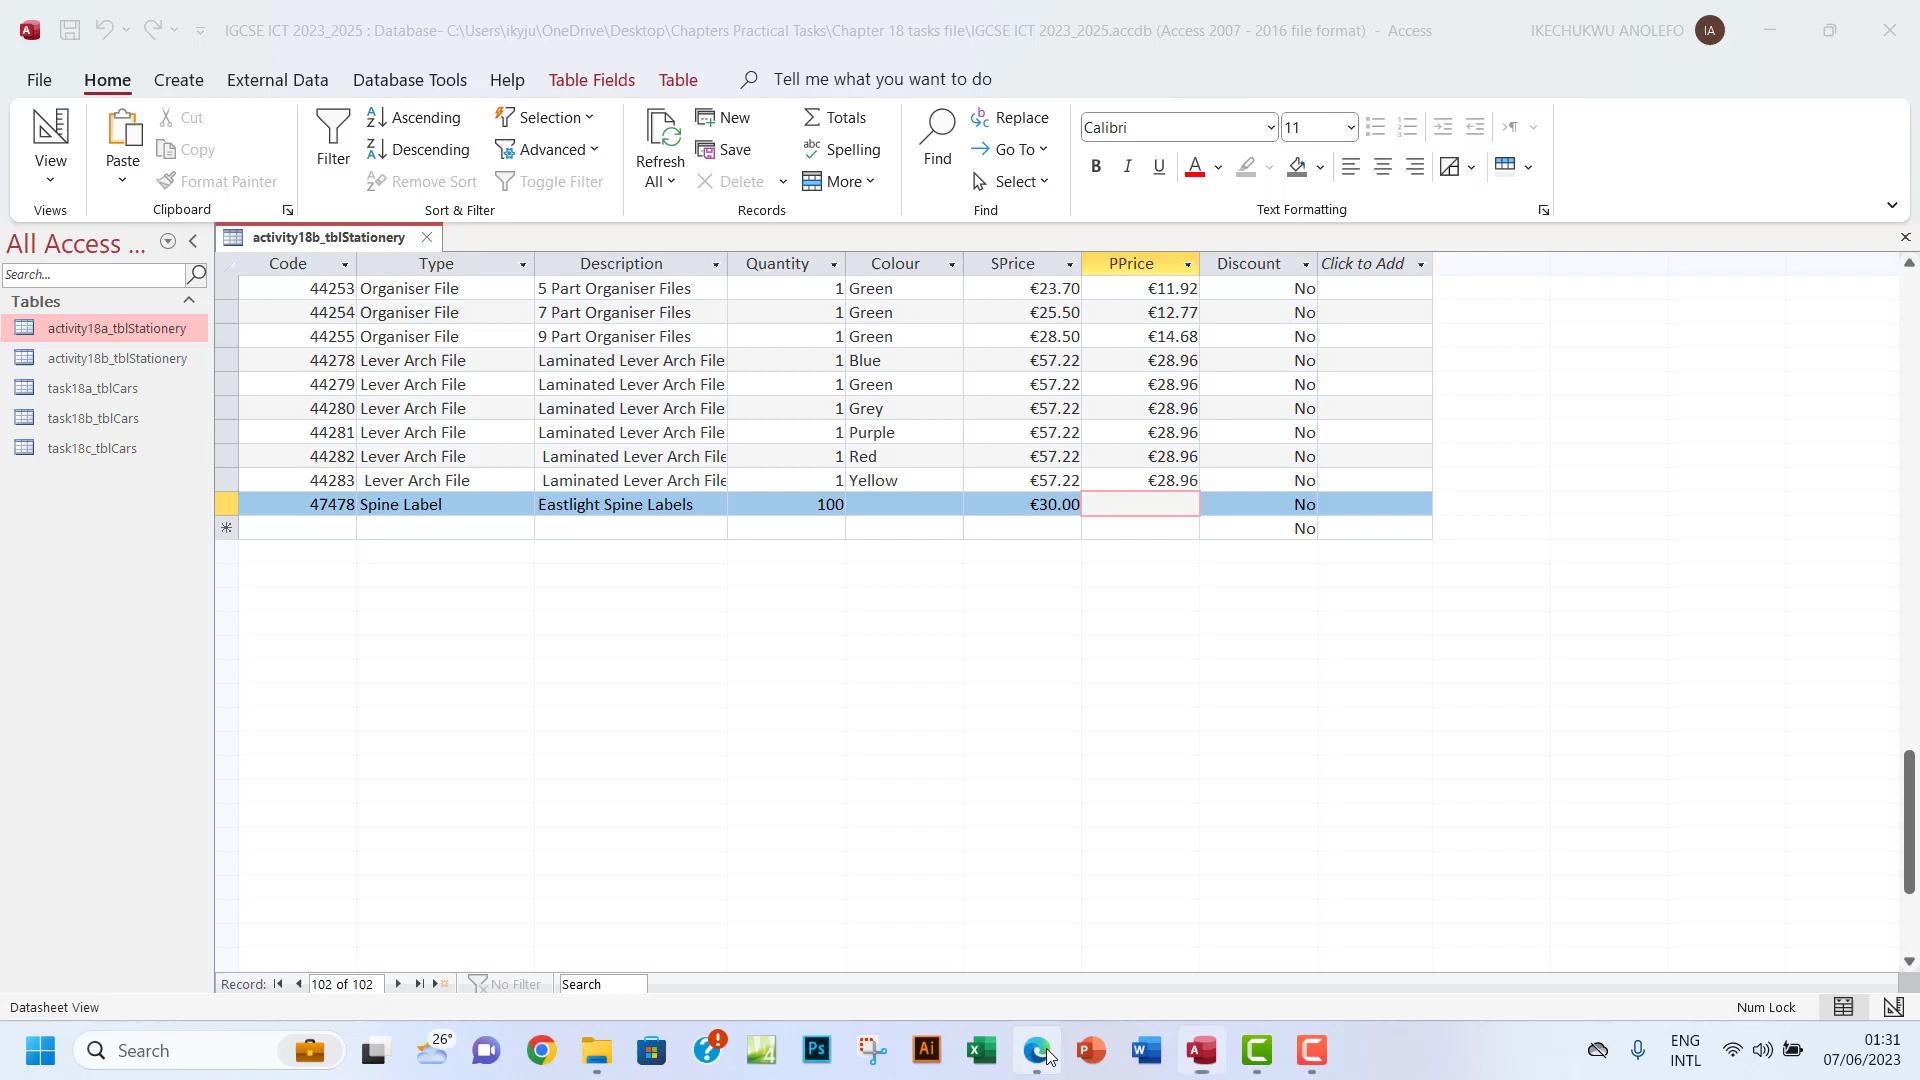 IGCSE ICT 2023_2025 : Database- C:\Users\ikyju\OneDrive\Desktop\Chapters Practical Tasks\Chapter 18 tasks file\IGCSE ICT 2023_2025.accdb (Access 2007 - 2016 file format) - Access IKECHUKWU ANOLEFO IA
File Home Create External Data Database Tools Help Table Fields Table Tell me what you want to do
View Paste Cut Copy Format Painter Filter Ascending Descending Remove Sort Selection Advanced Toggle Filter Refresh All New Save Delete Totals Spelling More Find Replace Go To Select Calibri 11 B I U A
Views Clipboard Sort & Filter Records Find Text Formatting
All Access ... activity18b_tblStationery
Search...
Tables
activity18a_tblStationery
activity18b_tblStationery
task18a_tblCars
task18b_tblCars
task18c_tblCars
Code Type Description Quantity Colour SPrice PPrice Discount Click to Add
44253 Organiser File 5 Part Organiser Files 1 Green €23.70 €11.92 No
44254 Organiser File 7 Part Organiser Files 1 Green €25.50 €12.77 No
44255 Organiser File 9 Part Organiser Files 1 Green €28.50 €14.68 No
44278 Lever Arch File Laminated Lever Arch File 1 Blue €57.22 €28.96 No
44279 Lever Arch File Laminated Lever Arch File 1 Green €57.22 €28.96 No
44280 Lever Arch File Laminated Lever Arch File 1 Grey €57.22 €28.96 No
44281 Lever Arch File Laminated Lever Arch File 1 Purple €57.22 €28.96 No
44282 Lever Arch File Laminated Lever Arch File 1 Red €57.22 €28.96 No
44283 Lever Arch File Laminated Lever Arch File 1 Yellow €57.22 €28.96 No
47478 Spine Label Eastlight Spine Labels 100 €30.00 No
No
Record: 102 of 102 No Filter Search
Datasheet View Num Lock
Search 26° Ps Ai ENG INTL 01:31 07/06/2023